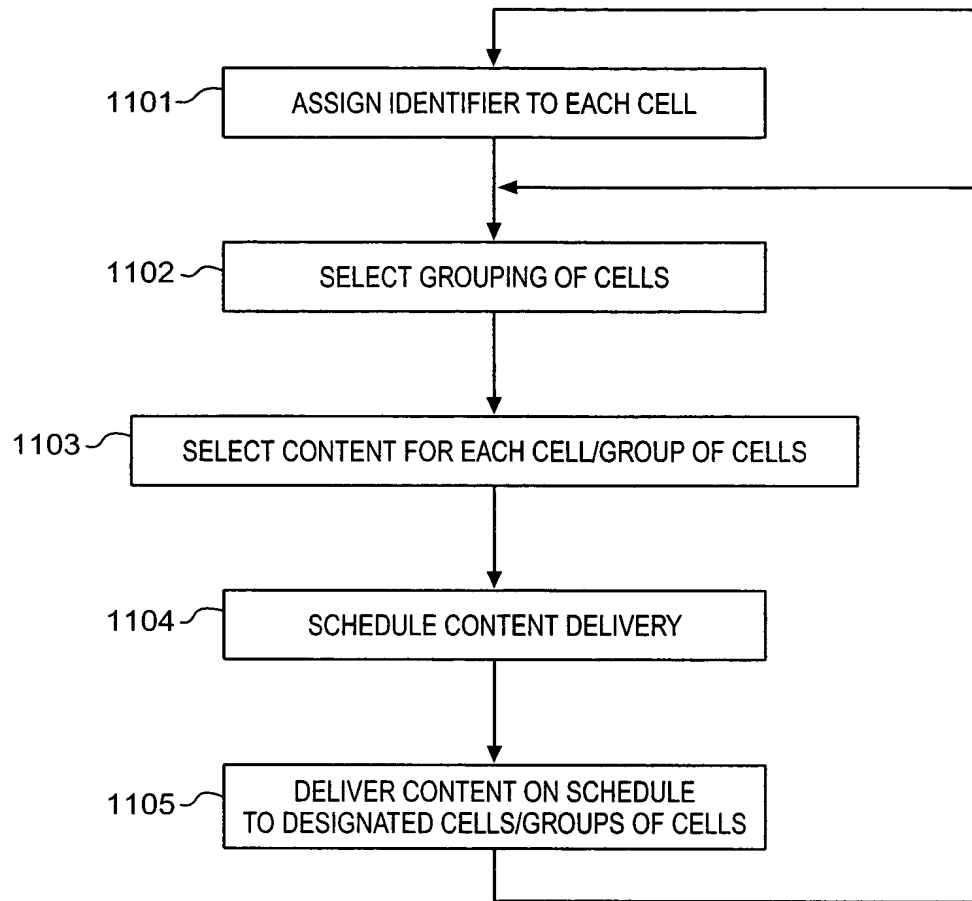 1101
ASSIGN IDENTIFIER TO EACH CELL
1102
SELECT GROUPING OF CELLS
1103
SELECT CONTENT FOR EACH CELL/GROUP OF CELLS
1104
SCHEDULE CONTENT DELIVERY
1105
DELIVER CONTENT ON SCHEDULE
TO DESIGNATED CELLS/GROUPS OF CELLS